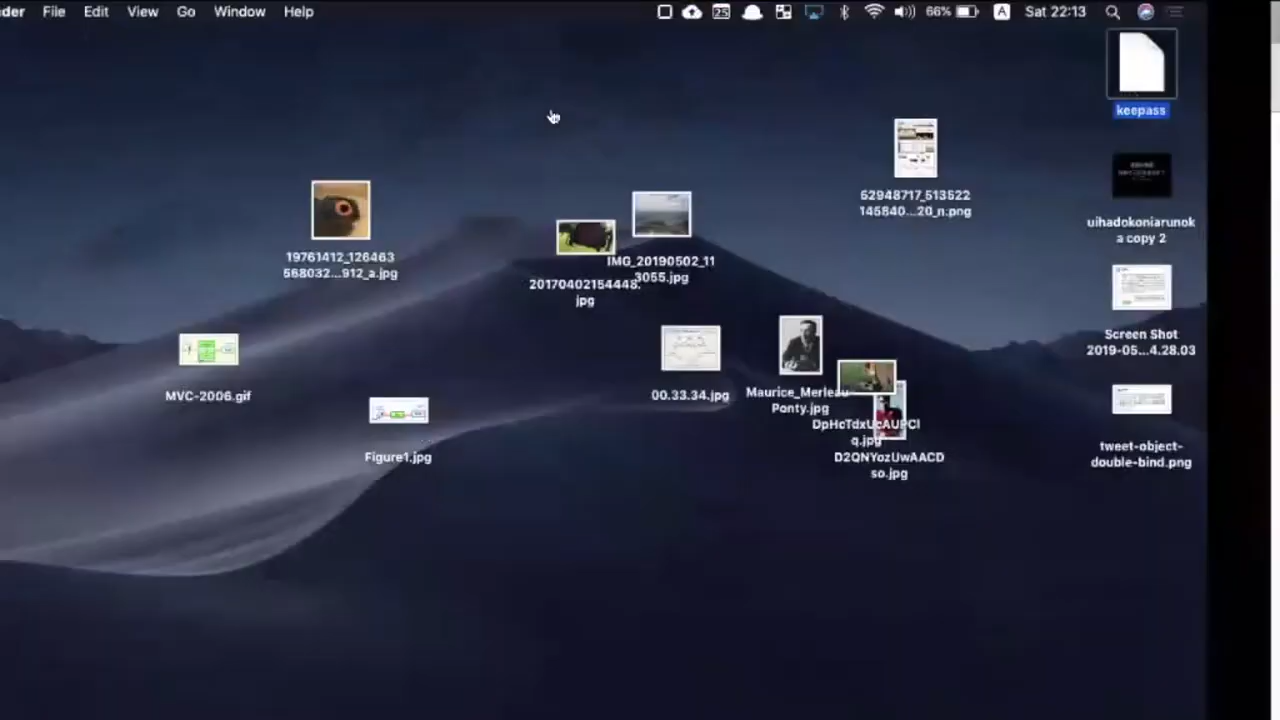 der File Edit View Go Window Help 25 66% A Sat 22:13
keepass
52948717_513522
145840...20_n.png
uihadokoniarunok
a copy 2
19761412_126463
568032...912_a.jpg
IMG_20190502_11
3055.jpg
20170402154448.
jpg
Screen Shot
2019-05...4.28.03
MVC-2006.gif
00.33.34.jpg
Maurice_Merleau
Ponty.jpg
DpHcTdxUcAUPCl
q.jpg
Figure1.jpg
D2QNYozUwAACD
so.jpg
tweet-object-
double-bind.png